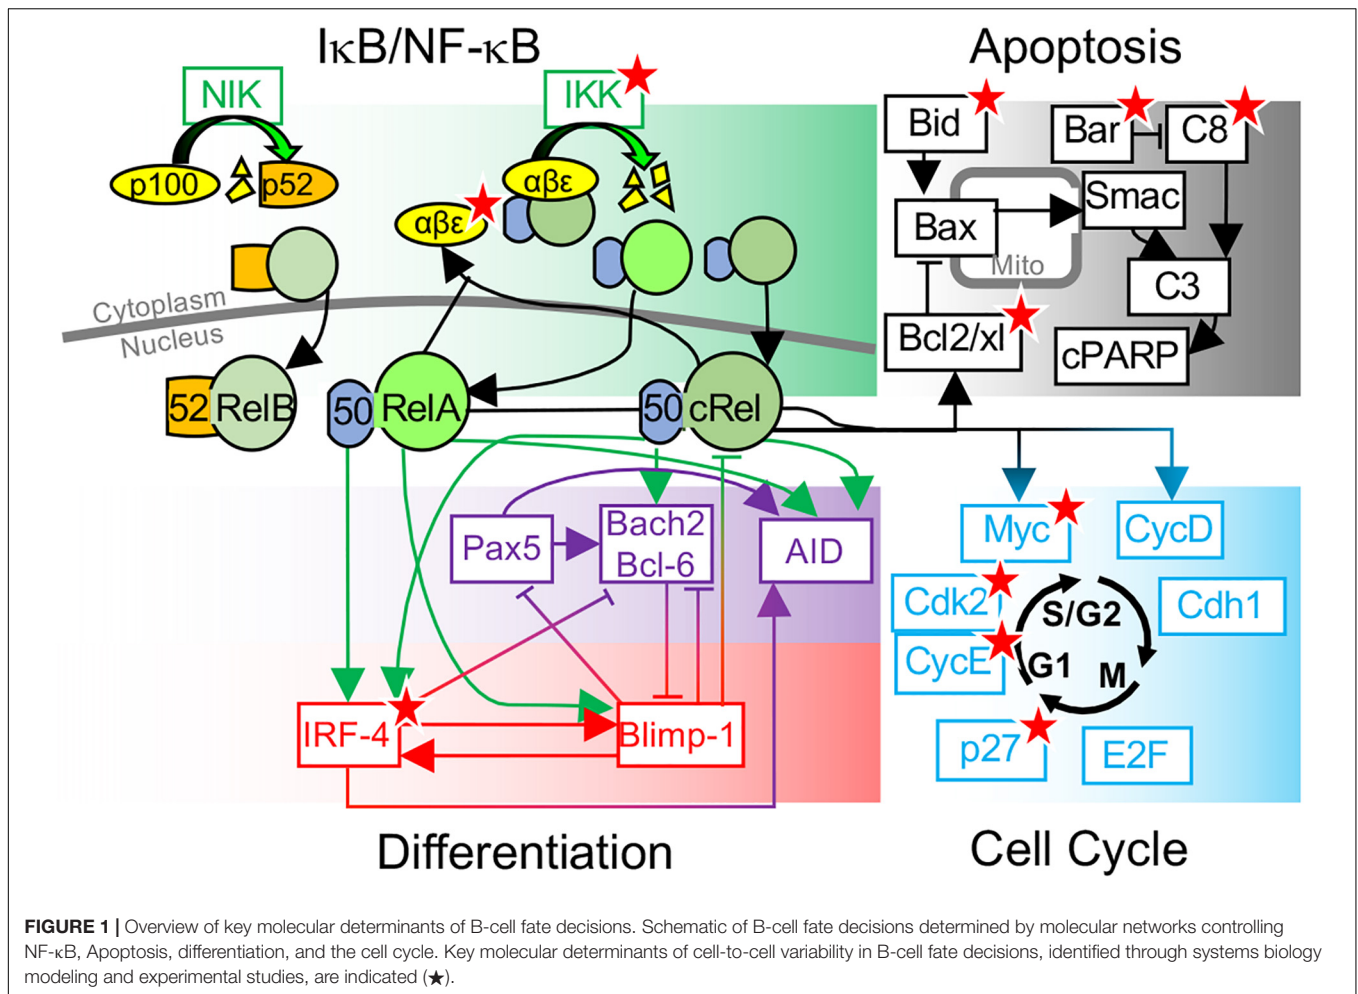 IκB/NF-κB
Apoptosis
NIK
IKK
p100
p52
αβε
αβε
Bid
Bar
C8
Smac
Bax
Mito
C3
Bcl2/xl
cPARP
Cytoplasm
Nucleus
52 RelB
50 RelA
50 cRel
Pax5
Bach2
Bcl-6
AID
Myc
CycD
Cdk2
Cdh1
CycE
S/G2
G1
M
p27
E2F
IRF-4
Blimp-1
Differentiation
Cell Cycle
FIGURE 1 | Overview of key molecular determinants of B-cell fate decisions. Schematic of B-cell fate decisions determined by molecular networks controlling
NF-κB, Apoptosis, differentiation, and the cell cycle. Key molecular determinants of cell-to-cell variability in B-cell fate decisions, identified through systems biology
modeling and experimental studies, are indicated (★).